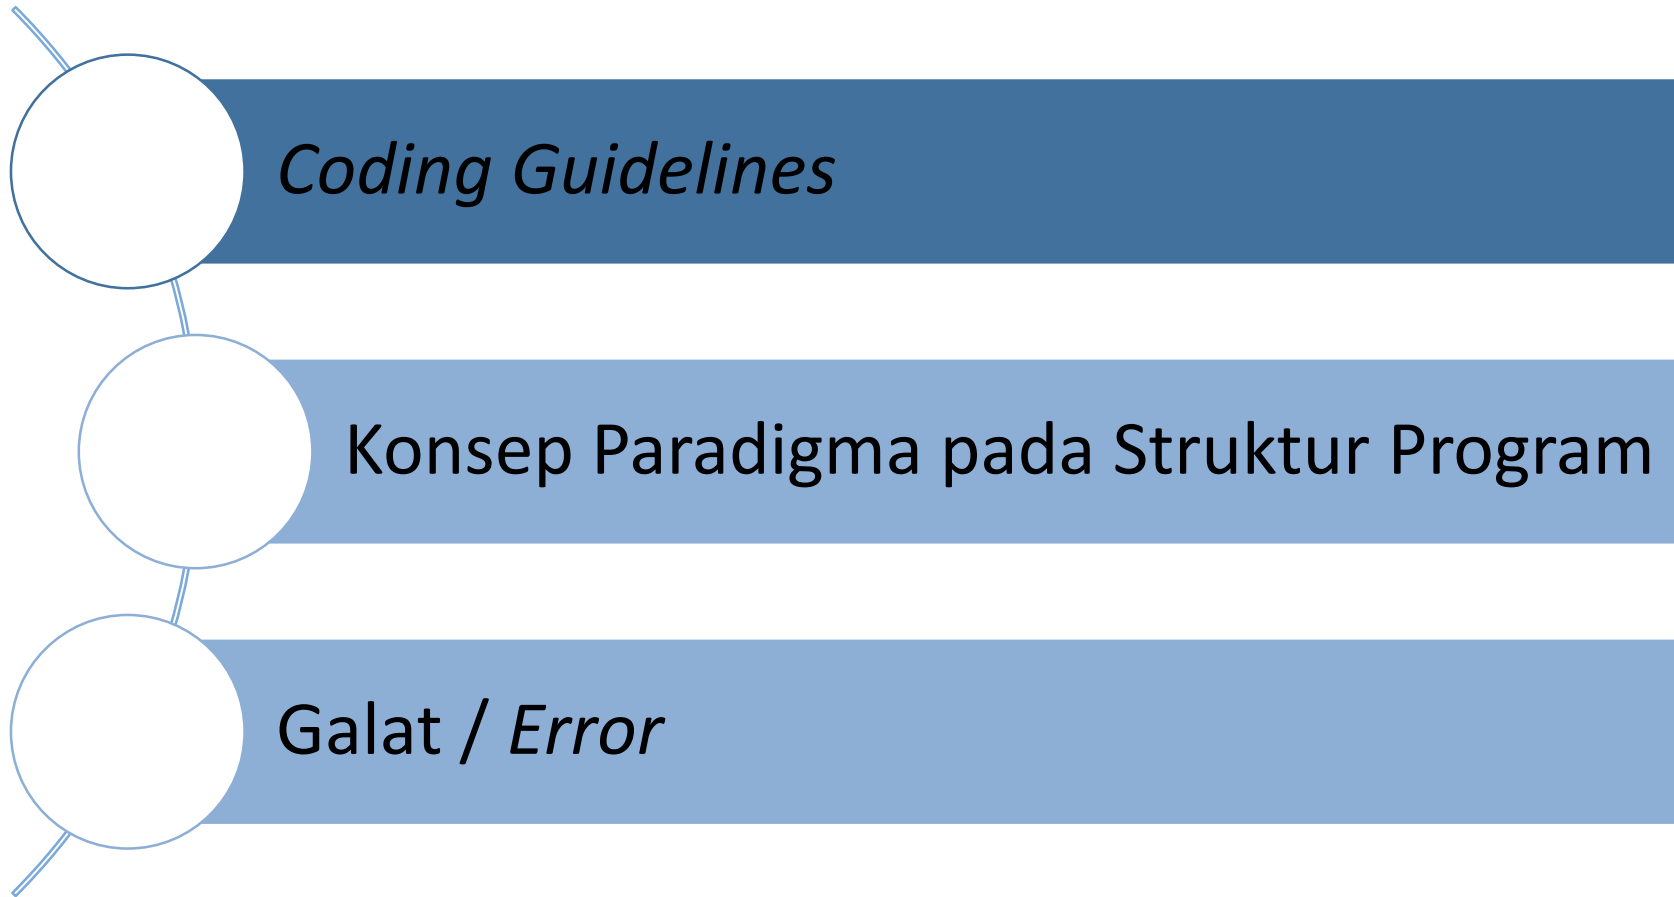 Coding Guidelines
Konsep Paradigma pada Struktur Program
Galat / Error